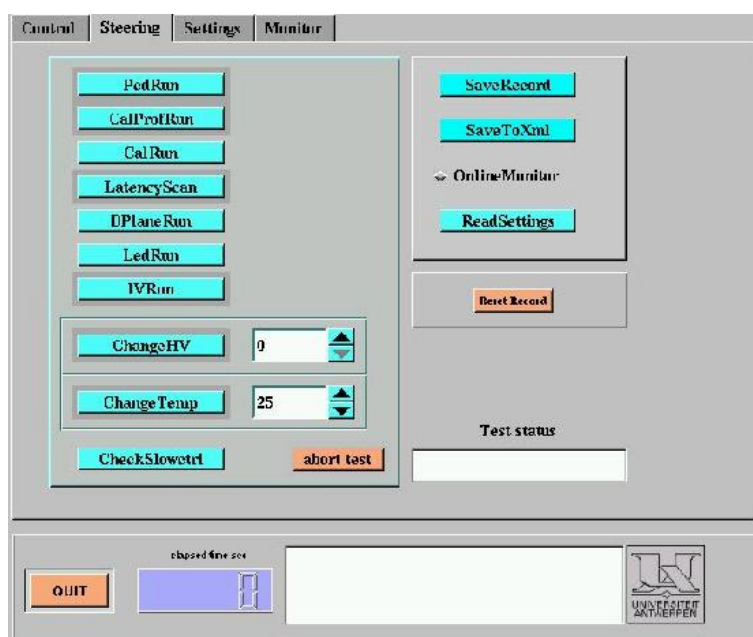 Control Steering Settings Monitor
PedRun
CalProfRun
CalRun
LatencyScan
DPlaneRun
LedRun
IVRun
ChangeHV 0
ChangeTemp 25
CheckSlowctrl abort test
SaveRecord
SaveToXml
OnlineMonitor
ReadSettings
Reset Record
Test status
QUIT
elapsed time sec
0
UNIVERSITEIT
ANTWERPEN